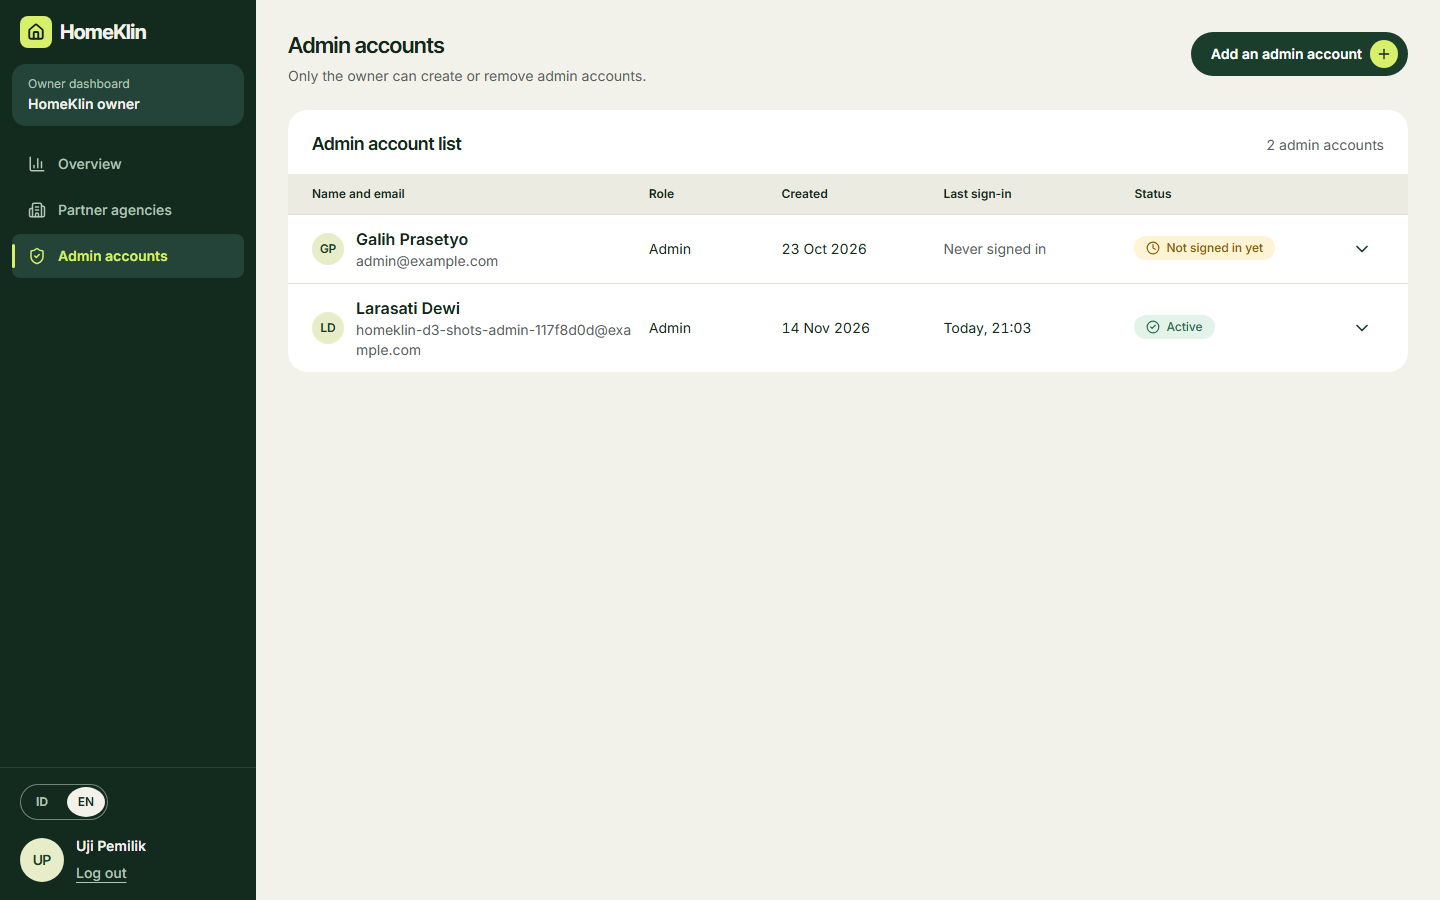 HomeKlin
Owner dashboard
HomeKlin owner
Overview
Partner agencies
Admin accounts
ID EN
UP
Uji Pemilik
Log out
Admin accounts
Only the owner can create or remove admin accounts.
Add an admin account
Admin account list
2 admin accounts
Name and email Role Created Last sign-in Status
GP Galih Prasetyo
admin@example.com
Admin 23 Oct 2026 Never signed in Not signed in yet
LD Larasati Dewi
homeklin-d3-shots-admin-117f8d0d@exa
mple.com
Admin 14 Nov 2026 Today, 21:03 Active